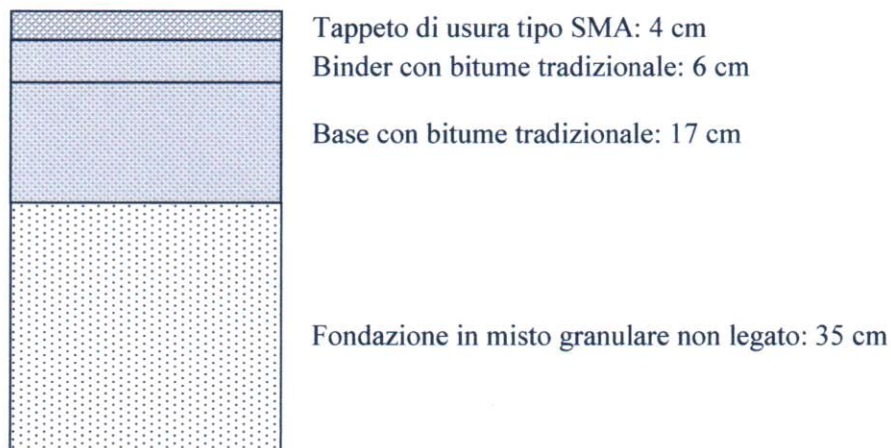 Tappeto di usura tipo SMA: 4 cm
Binder con bitume tradizionale: 6 cm
Base con bitume tradizionale: 17 cm
Fondazione in misto granulare non legato: 35 cm